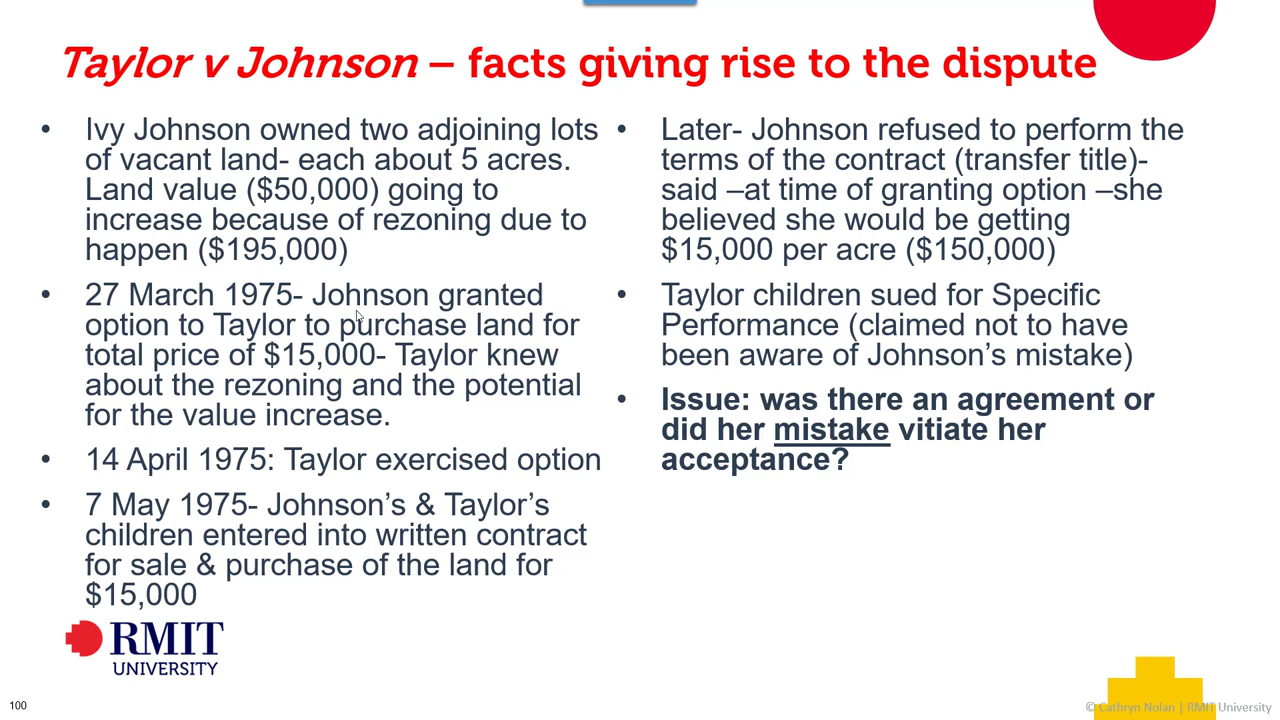 Taylor v Johnson – facts giving rise to the dispute
• Ivy Johnson owned two adjoining lots
of vacant land- each about 5 acres.
Land value ($50,000) going to
increase because of rezoning due to
happen ($195,000)
• 27 March 1975- Johnson granted
option to Taylor to purchase land for
total price of $15,000- Taylor knew
about the rezoning and the potential
for the value increase.
• 14 April 1975: Taylor exercised option
• 7 May 1975- Johnson’s & Taylor’s
children entered into written contract
for sale & purchase of the land for
$15,000
• Later- Johnson refused to perform the
terms of the contract (transfer title)-
said –at time of granting option –she
believed she would be getting
$15,000 per acre ($150,000)
• Taylor children sued for Specific
Performance (claimed not to have
been aware of Johnson’s mistake)
• Issue: was there an agreement or
did her mistake vitiate her
acceptance?
RMIT
UNIVERSITY
100
© Cathryn Nolan | RMIT University